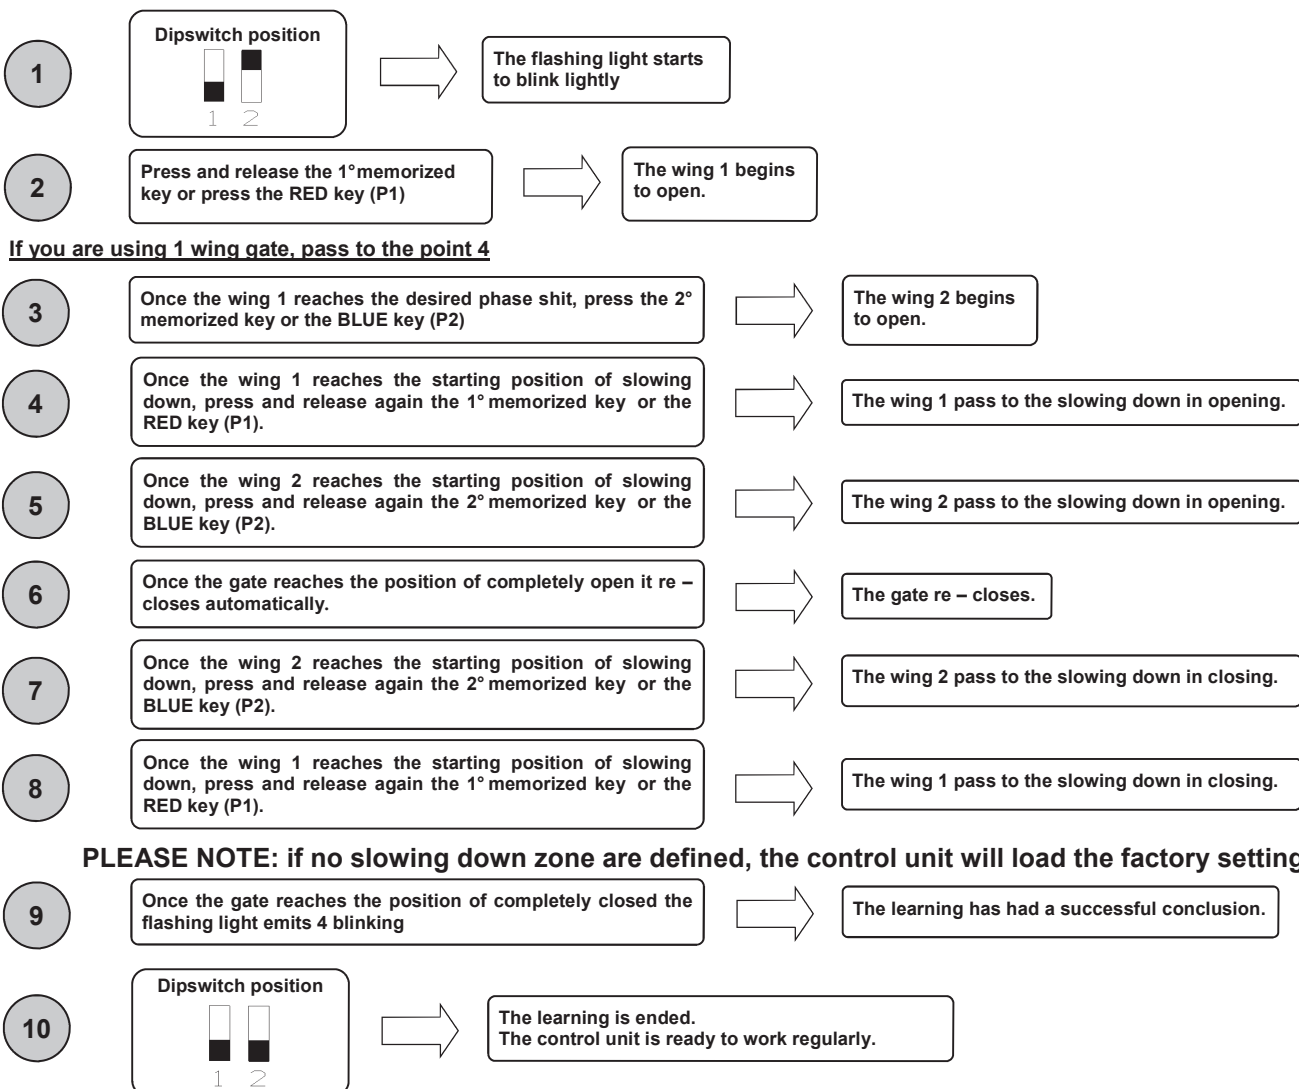 1
Dipswitch position
1 2
The flashing light starts
to blink lightly
2
Press and release the 1° memorized
key or press the RED key (P1)
The wing 1 begins
to open.
If you are using 1 wing gate, pass to the point 4
3
Once the wing 1 reaches the desired phase shit, press the 2°
memorized key or the BLUE key (P2)
The wing 2 begins
to open.
4
Once the wing 1 reaches the starting position of slowing
down, press and release again the 1° memorized key or the
RED key (P1).
The wing 1 pass to the slowing down in opening.
5
Once the wing 2 reaches the starting position of slowing
down, press and release again the 2° memorized key or the
BLUE key (P2).
The wing 2 pass to the slowing down in opening.
6
Once the gate reaches the position of completely open it re –
closes automatically.
The gate re – closes.
7
Once the wing 2 reaches the starting position of slowing
down, press and release again the 2° memorized key or the
BLUE key (P2).
The wing 2 pass to the slowing down in closing.
8
Once the wing 1 reaches the starting position of slowing
down, press and release again the 1° memorized key or the
RED key (P1).
The wing 1 pass to the slowing down in closing.
PLEASE NOTE: if no slowing down zone are defined, the control unit will load the factory setting
9
Once the gate reaches the position of completely closed the
flashing light emits 4 blinking
The learning has had a successful conclusion.
10
Dipswitch position
1 2
The learning is ended.
The control unit is ready to work regularly.